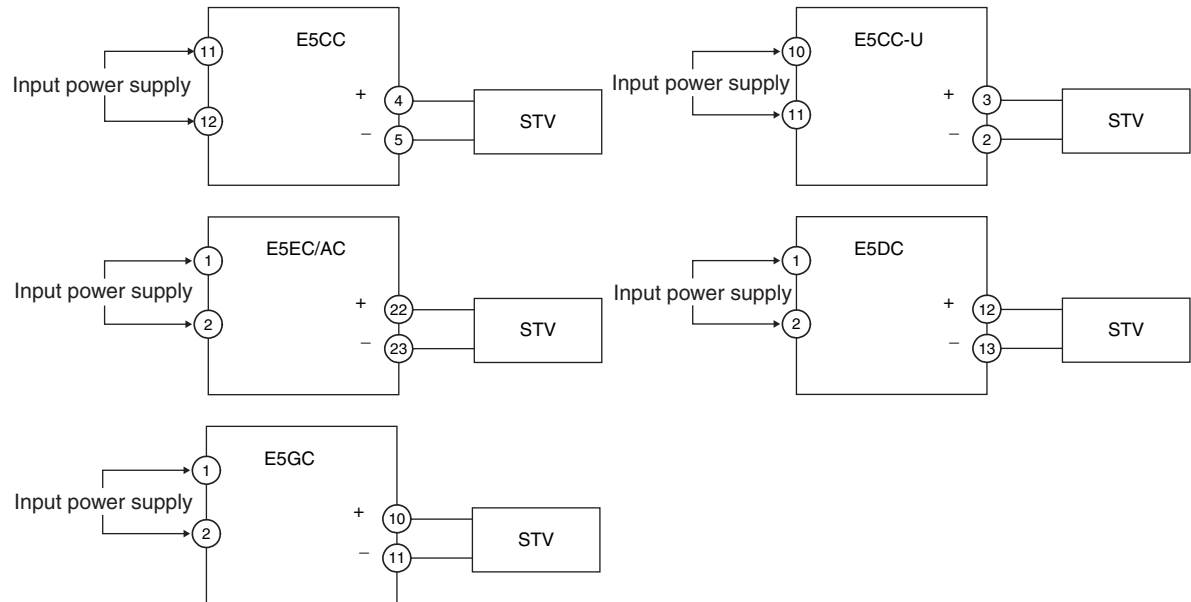 E5CC
11
Input power supply
12
+
4
−
5
STV
E5CC-U
10
Input power supply
11
+
3
−
2
STV
E5EC/AC
1
Input power supply
2
+
22
−
23
STV
E5DC
1
Input power supply
2
+
12
−
13
STV
E5GC
1
Input power supply
2
+
10
−
11
STV